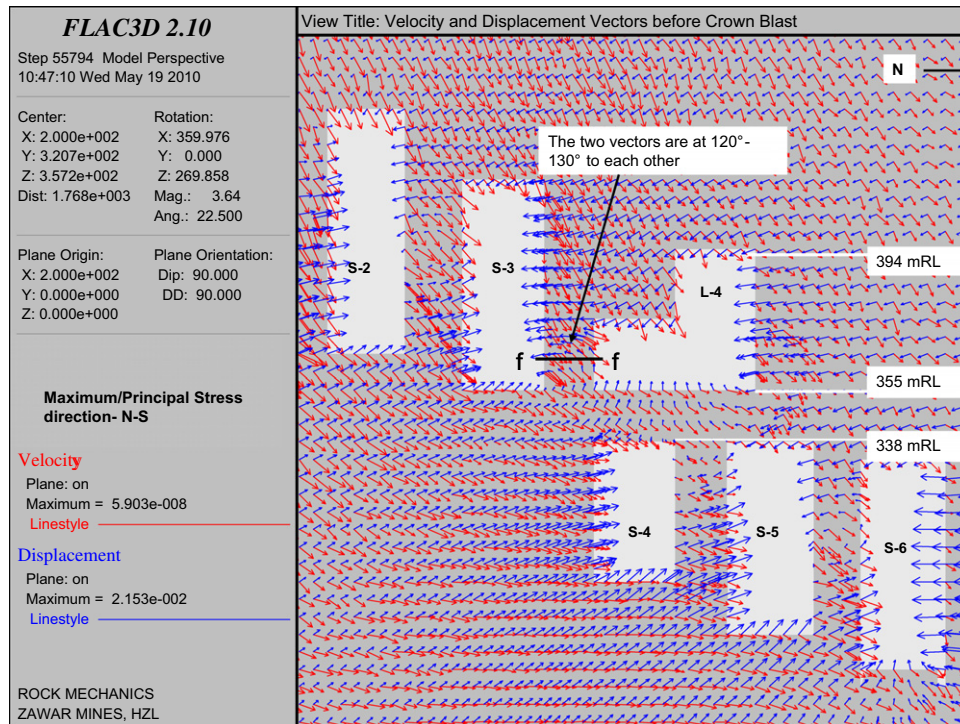 FLAC3D 2.10
Step 55794 Model Perspective
10:47:10 Wed May 19 2010
Center:
X: 2.000e+002
Y: 3.207e+002
Z: 3.572e+002
Dist: 1.768e+003
Rotation:
X: 359.976
Y: 0.000
Z: 269.858
Mag.: 3.64
Ang.: 22.500
Plane Origin:
X: 2.000e+002
Y: 0.000e+000
Z: 0.000e+000
Plane Orientation:
Dip: 90.000
DD: 90.000
Maximum/Principal Stress
direction- N-S
Velocity
Plane: on
Maximum = 5.903e-008
Linestyle
Displacement
Plane: on
Maximum = 2.153e-002
Linestyle
ROCK MECHANICS
ZAWAR MINES, HZL
View Title: Velocity and Displacement Vectors before Crown Blast
N
The two vectors are at 120°-
130° to each other
S-2
S-3
L-4
394 mRL
f f
355 mRL
338 mRL
S-4
S-5
S-6